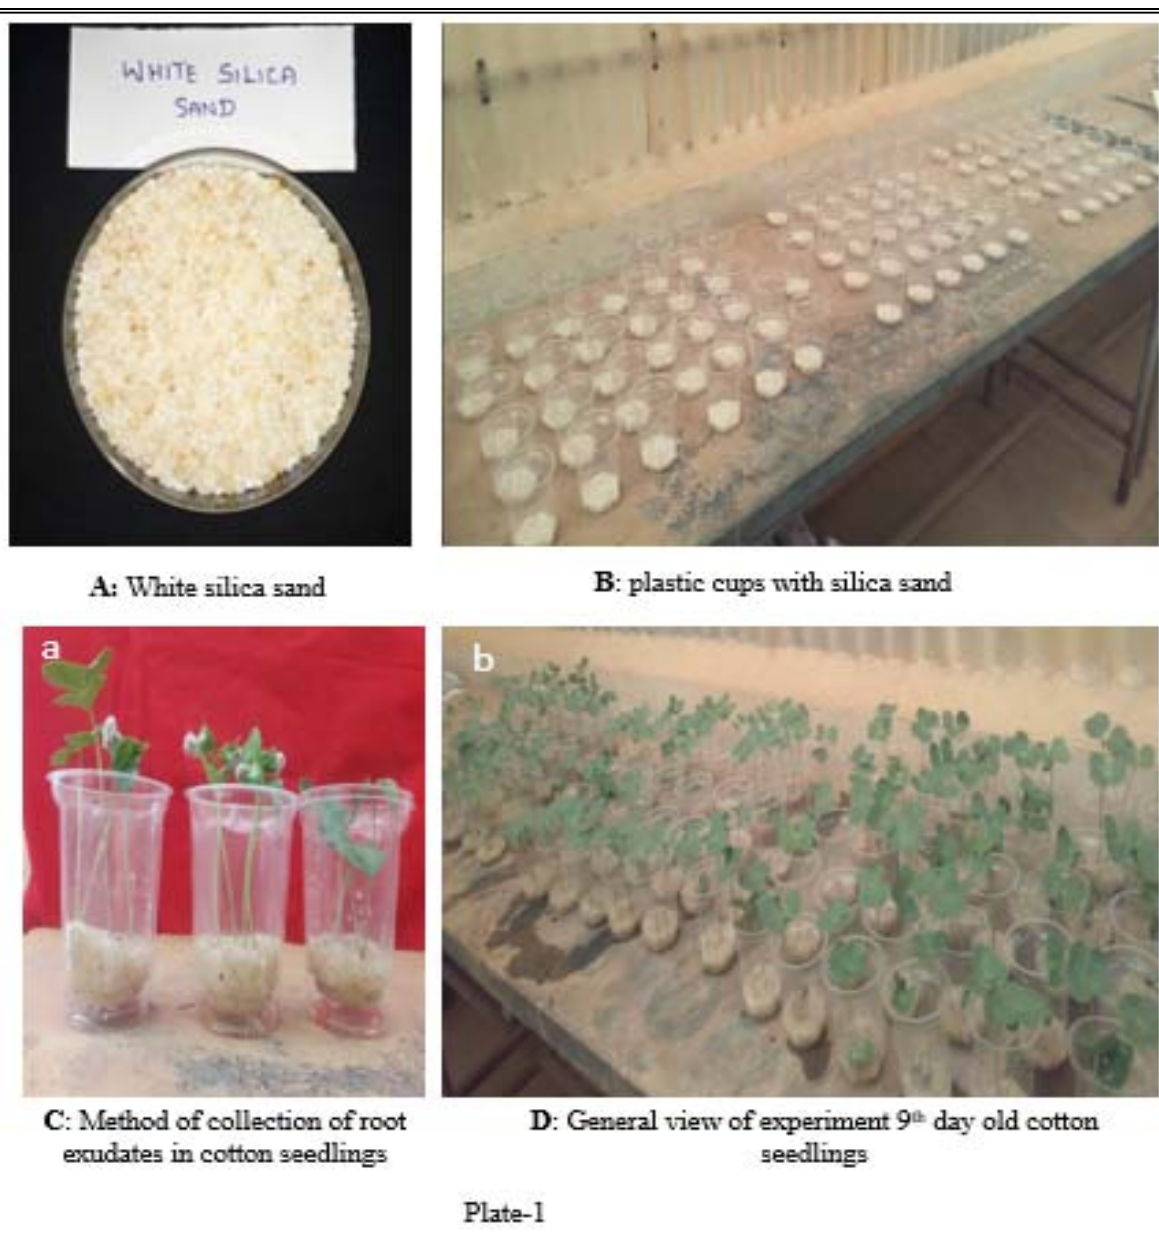 WHITE SILICA
SAND
A: White silica sand
B: plastic cups with silica sand
a
b
C: Method of collection of root
exudates in cotton seedlings
D: General view of experiment 9th day old cotton
seedlings
Plate-1